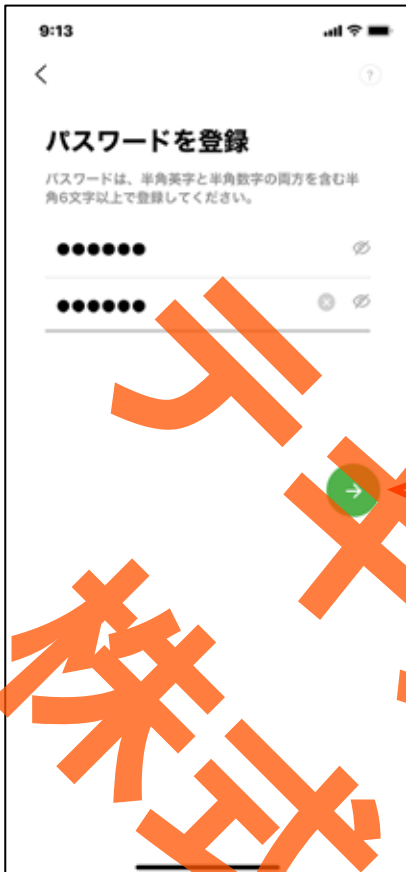 9:13
パスワードを登録
パスワードは、半角英字と半角数字の両方を含む半
角6文字以上で登録してください。
テキ
株式